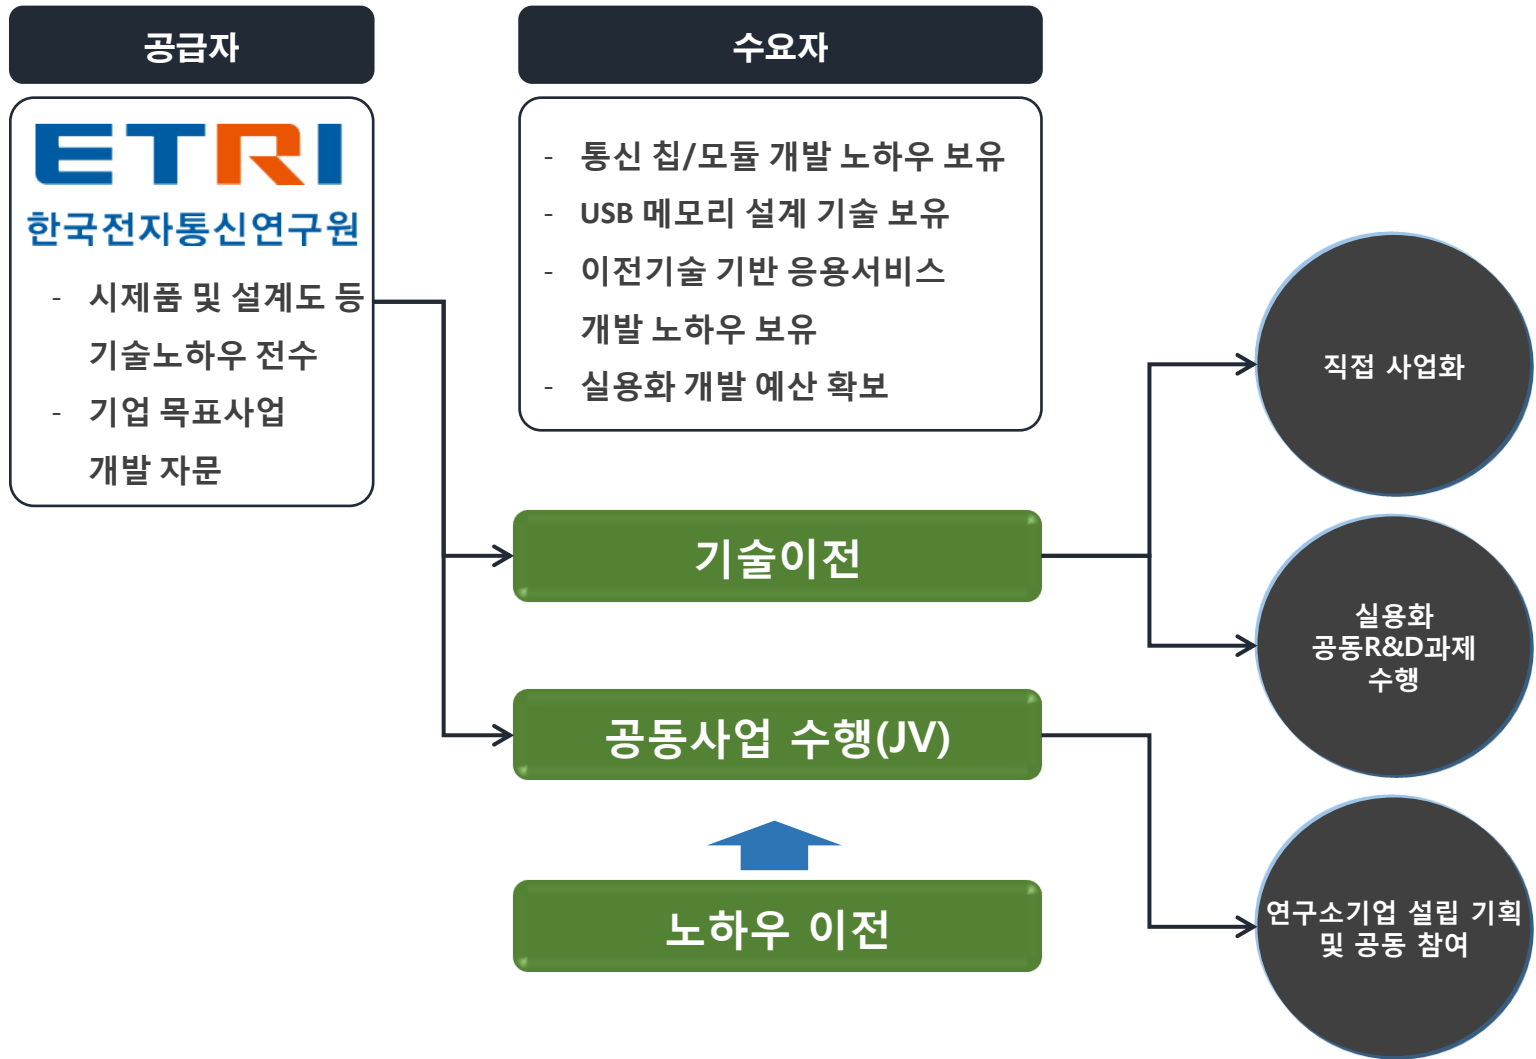 공급자
ETRI
한국전자통신연구원
- 시제품 및 설계도 등
기술노하우 전수
- 기업 목표사업
개발 자문
수요자
- 통신 칩/모듈 개발 노하우 보유
- USB 메모리 설계 기술 보유
- 이전기술 기반 응용서비스
개발 노하우 보유
- 실용화 개발 예산 확보
기술이전
공동사업 수행(JV)
노하우 이전
직접 사업화
실용화
공동R&D과제
수행
연구소기업 설립 기획
및 공동 참여